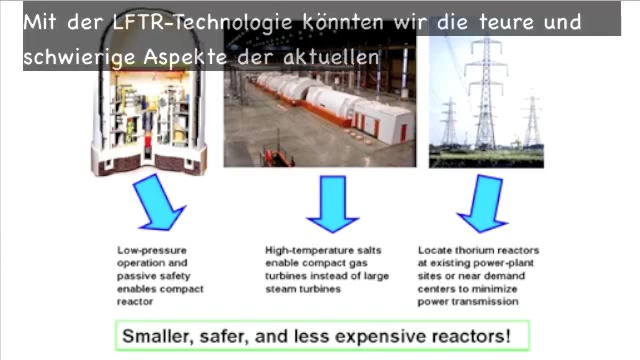 Mit der LFTR-Technologie könnten wir die teure und
schwierige Aspekte der aktuellen
Low-pressure
operation and
passive safety
enables compact
reactor
High-temperature salts
enable compact gas
turbines instead of large
steam turbines
Locate thorium reactors
at existing power-plant
sites or near demand
centers to minimize
power transmission
Smaller, safer, and less expensive reactors!